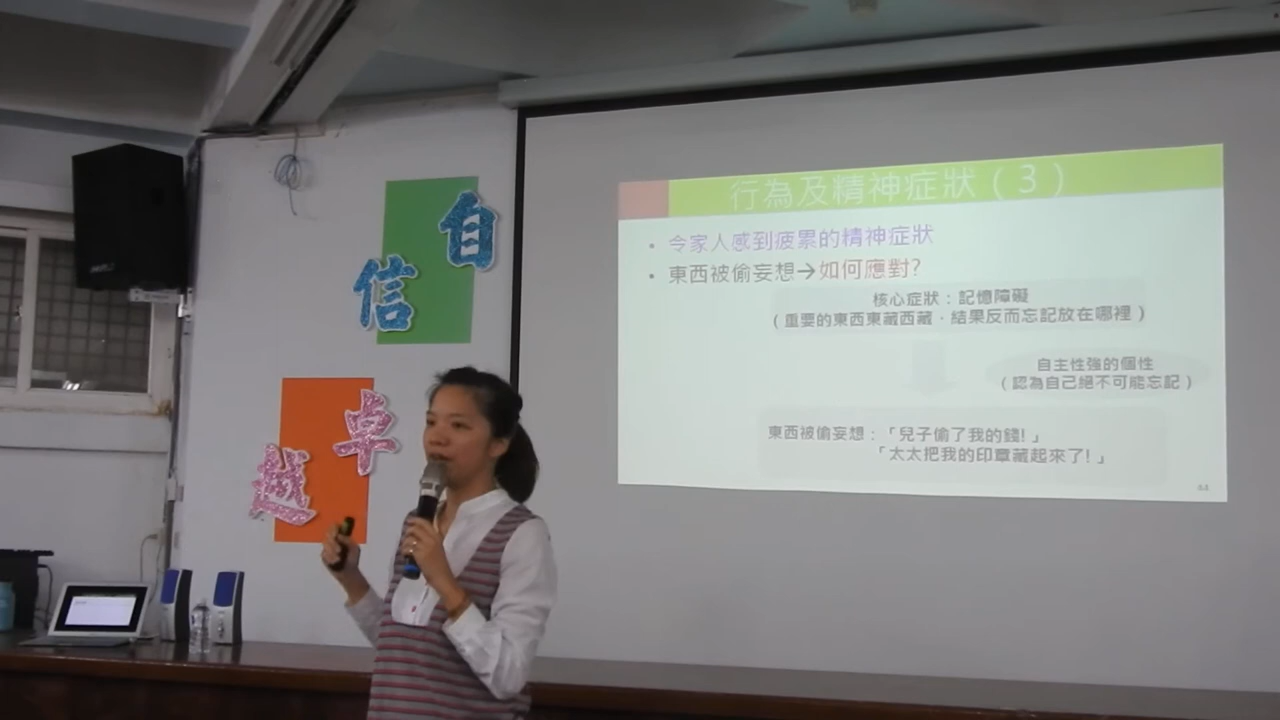 自信
卓越
行為及精神症狀（3）
• 令家人感到疲累的精神症狀
• 東西被偷妄想→如何應對?
核心症狀：記憶障礙
（重要的東西東藏西藏，結果反而忘記放在哪裡）
自主性強的個性
（認為自己絕不可能忘記）
東西被偷妄想：「兒子偷了我的錢!」
「太太把我的印章藏起來了!」
44